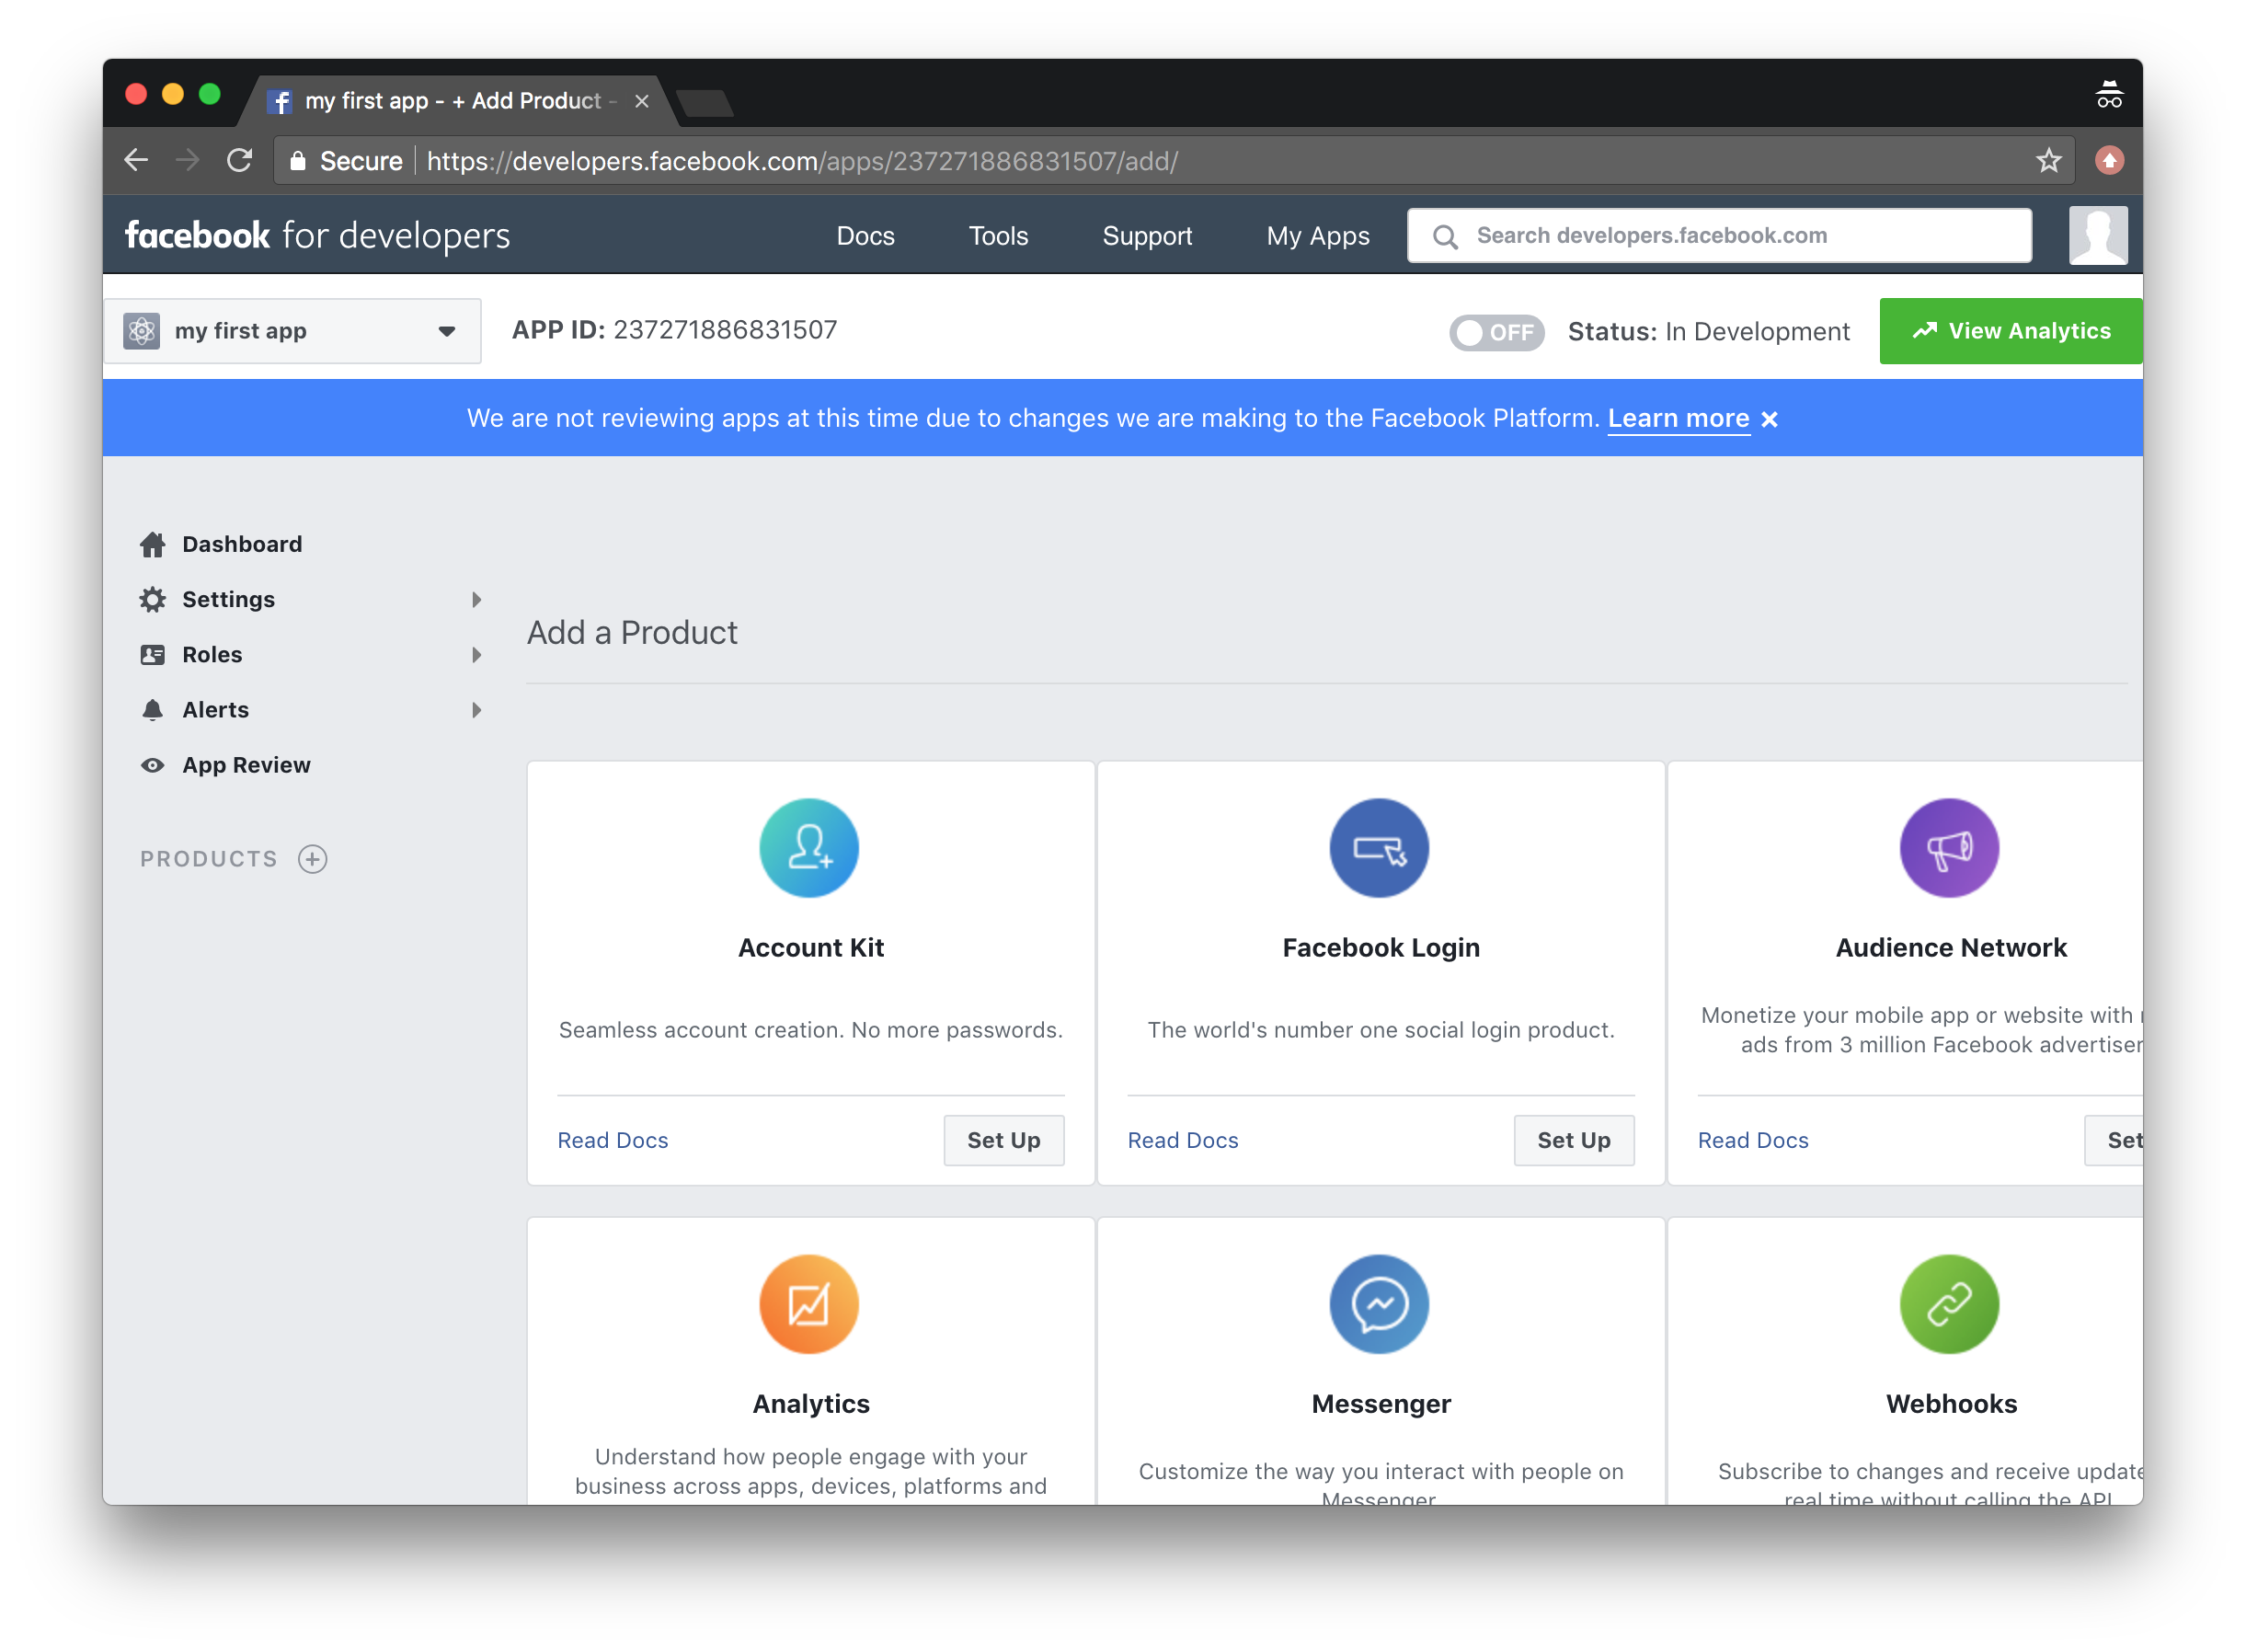 my first app - + Add Product -
Secure https://developers.facebook.com/apps/237271886831507/add/
facebook for developers Docs Tools Support My Apps Search developers.facebook.com
my first app APP ID: 237271886831507 OFF Status: In Development View Analytics
We are not reviewing apps at this time due to changes we are making to the Facebook Platform. Learn more
Dashboard
Settings
Roles
Alerts
App Review
PRODUCTS
Add a Product
Account Kit
Seamless account creation. No more passwords.
Read Docs Set Up
Facebook Login
The world's number one social login product.
Read Docs Set Up
Audience Network
Monetize your mobile app or website with
ads from 3 million Facebook advertiser
Read Docs Set
Analytics
Understand how people engage with your
business across apps, devices, platforms and
Messenger
Customize the way you interact with people on
Messenger
Webhooks
Subscribe to changes and receive update
real time without calling the API